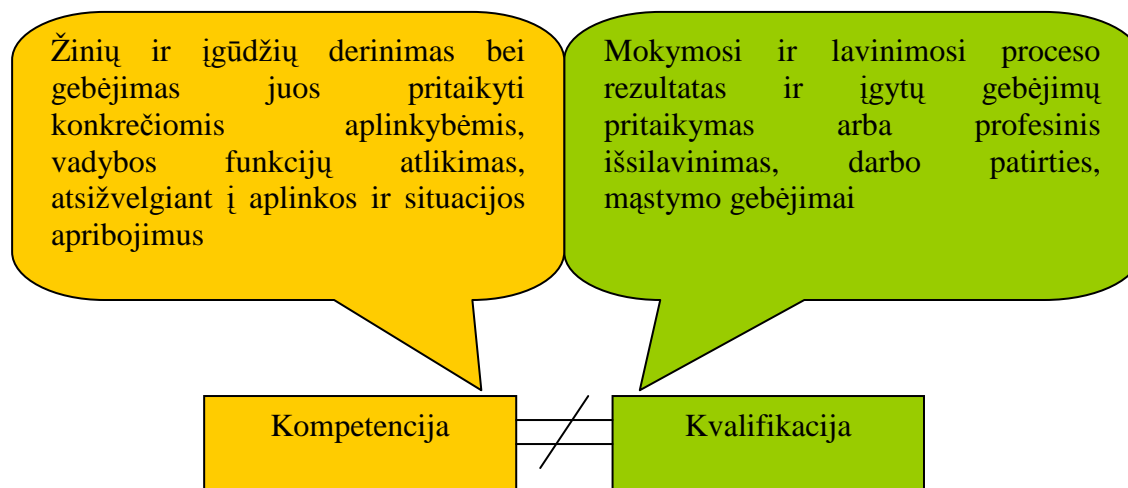 Žinių ir įgūdžių derinimas bei
gebėjimas juos pritaikyti
konkrečiomis aplinkybėmis,
vadybos funkcijų atlikimas,
atsižvelgiant į aplinkos ir situacijos
apribojimus
Mokymosi ir lavinimosi proceso
rezultatas ir įgytų gebėjimų
pritaikymas arba profesinis
išsilavinimas, darbo patirties,
mąstymo gebėjimai
Kompetencija
Kvalifikacija